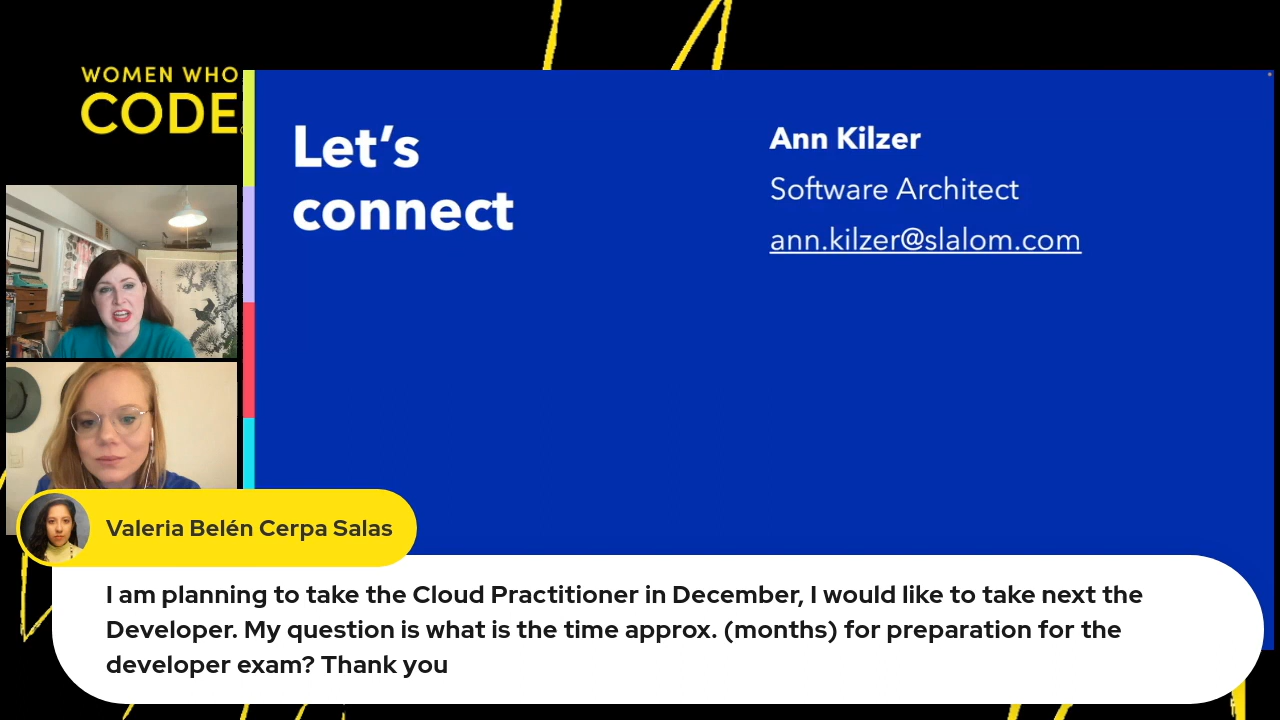 WOMEN WHO
CODE
Let’s
connect
Ann Kilzer
Software Architect
ann.kilzer@slalom.com
Valeria Belén Cerpa Salas
I am planning to take the Cloud Practitioner in December, I would like to take next the
Developer. My question is what is the time approx. (months) for preparation for the
developer exam? Thank you